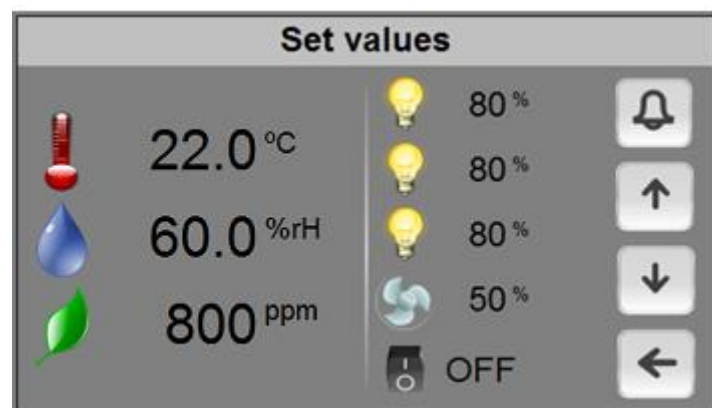 Set values
22.0 °C
60.0 %rH
800 ppm
80 %
80 %
80 %
50 %
OFF